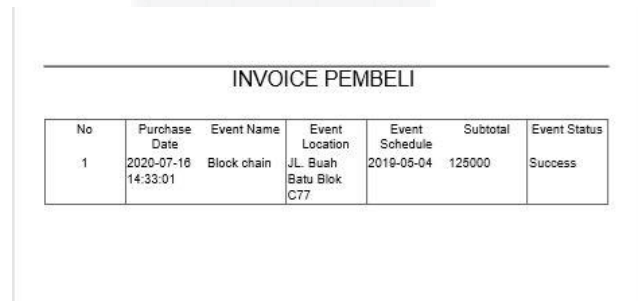 INVOICE PEMBELI
No Purchase Date Event Name Event Location Event Schedule Subtotal Event Status
1 2020-07-16 14:33:01 Block chain JL. Buah Batu Blok C77 2019-05-04 125000 Success